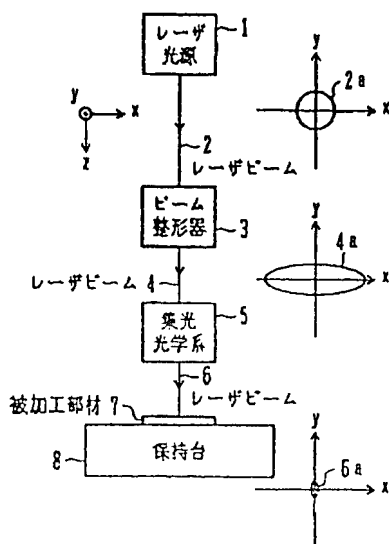 レーザ
光源
1
y
x
z
2
レーザビーム
y
2a
x
ビーム
整形器
3
レーザビーム 4
y
4a
x
集光
光学系
5
6
レーザビーム
被加工部材 7
8
保持台
y
6a
x